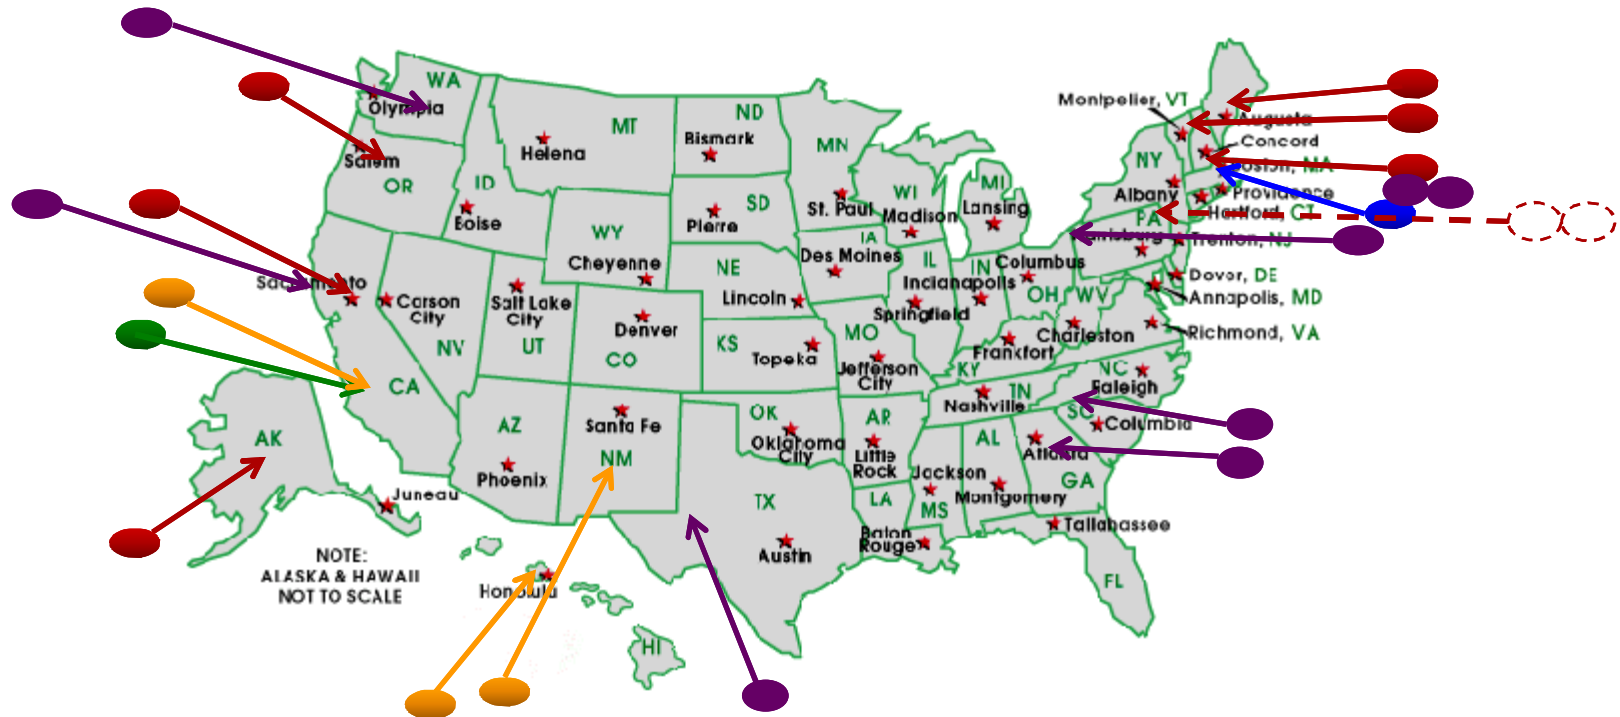 WA
Olympia
Salem
OR
ID
Boise
MT
Helena
ND
Bismark
SD
Pierre
MN
St. Paul
WI
Madison
MI
Lansing
Montpelier, VT
Augusta
Concord
Boston, MA
Providence
Hartford, CT
NY
Albany
PA
Trenton, NJ
Dover, DE
Annapolis, MD
Richmond, VA
WY
Cheyenne
Sacramento
Carson
City
NV
Salt Lake
City
UT
Denver
CO
NE
Lincoln
KS
Topeka
IA
Des Moines
IL
Springfield
IN
Indianapolis
Columbus
OH
WV
Charleston
MO
Jefferson
City
KY
Frankfort
NC
Raleigh
TN
Nashville
SC
Columbia
CA
AZ
Phoenix
Santa Fe
NM
OK
Oklahoma
City
AR
Little
Rock
TX
Austin
LA
Baton
Rouge
Jackson
MS
AL
Montgomery
Atlanta
GA
Tallahassee
FL
AK
Juneau
NOTE:
ALASKA & HAWAII
NOT TO SCALE
Honolulu
HI